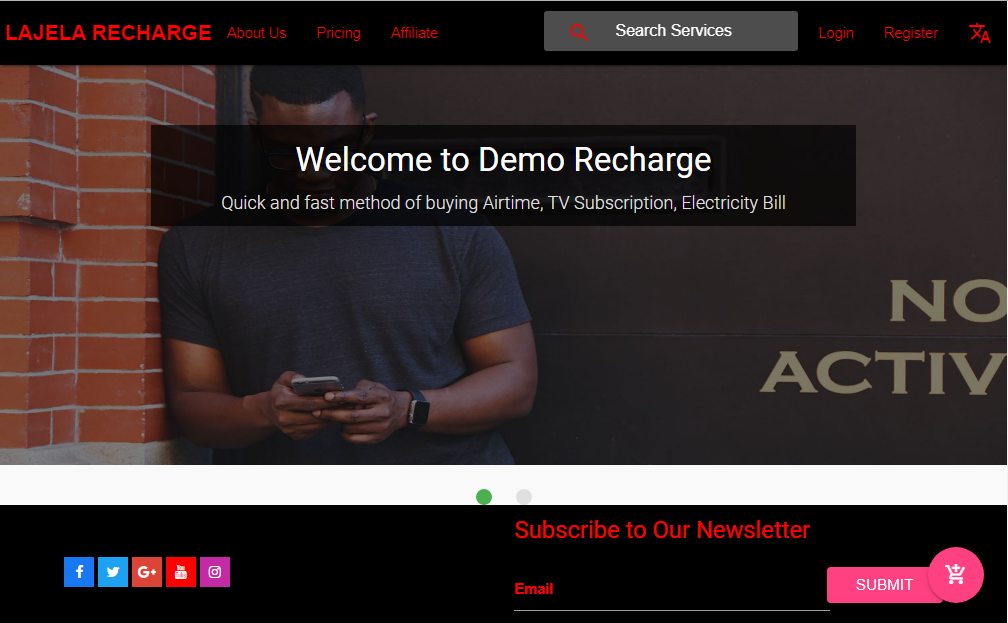 LAJELA RECHARGE About Us Pricing Affiliate Search Services Login Register
Welcome to Demo Recharge
Quick and fast method of buying Airtime, TV Subscription, Electricity Bill
NO
ACTIV
Subscribe to Our Newsletter
Email SUBMIT